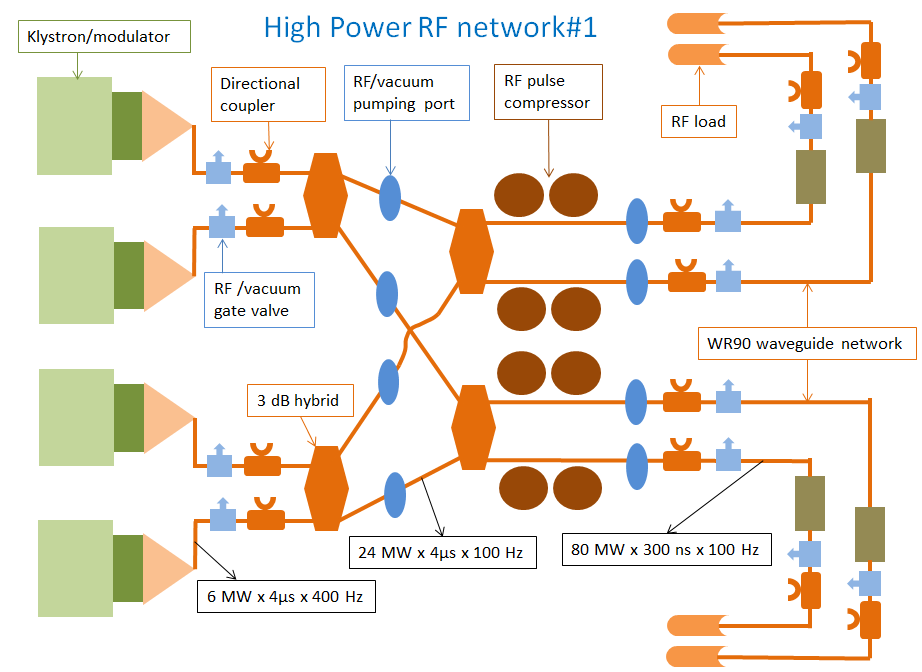 High Power RF network#1
Klystron/modulator
Directional
coupler
RF/vacuum
pumping port
RF pulse
compressor
RF load
RF /vacuum
gate valve
WR90 waveguide network
3 dB hybrid
24 MW x 4µs x 100 Hz
80 MW x 300 ns x 100 Hz
6 MW x 4µs x 400 Hz